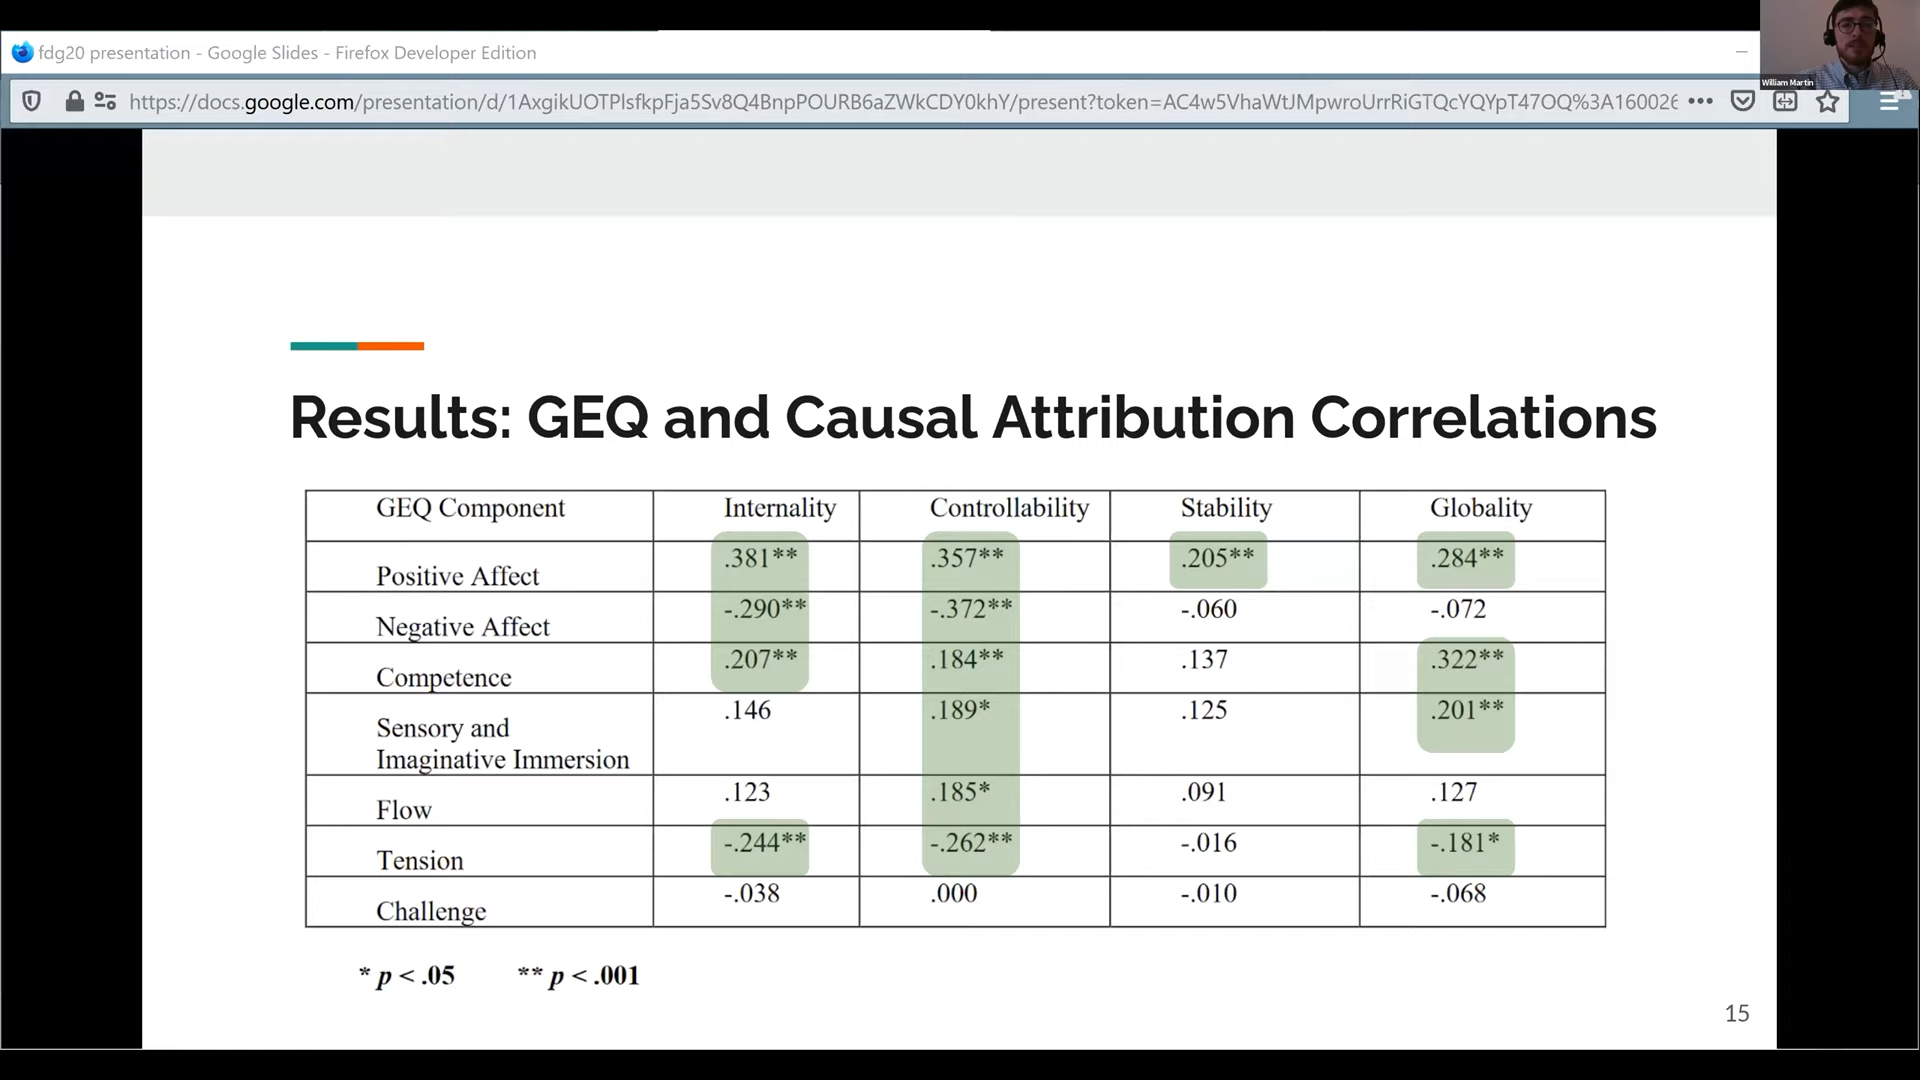 William Martin
fdg20 presentation - Google Slides - Firefox Developer Edition
https://docs.google.com/presentation/d/1AxgikUOTPlsfkpFja5Sv8Q4BnpPOURB6aZWkCDY0khY/present?token=AC4w5VhaWtJMpwroUrrRiGTQcYQYpT47OQ%3A160026
Results: GEQ and Causal Attribution Correlations
GEQ Component Internality Controllability Stability Globality
Positive Affect .381** .357** .205** .284**
Negative Affect -.290** -.372** -.060 -.072
Competence .207** .184** .137 .322**
Sensory and
Imaginative Immersion .146 .189* .125 .201**
Flow .123 .185* .091 .127
Tension -.244** -.262** -.016 -.181*
Challenge -.038 .000 -.010 -.068
* p < .05 ** p < .001
15